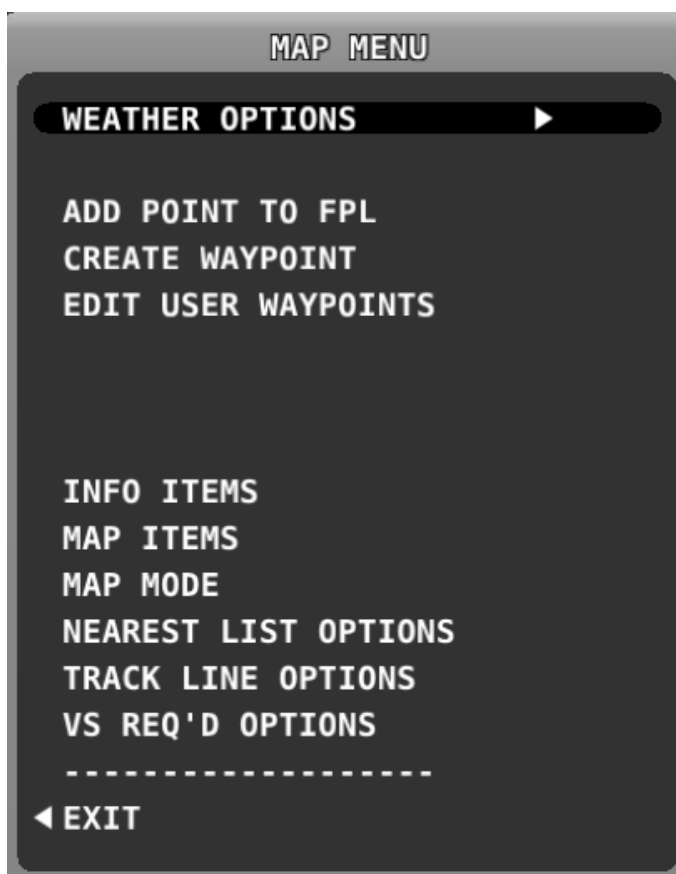 MAP MENU
WEATHER OPTIONS ▶
ADD POINT TO FPL
CREATE WAYPOINT
EDIT USER WAYPOINTS
INFO ITEMS
MAP ITEMS
MAP MODE
NEAREST LIST OPTIONS
TRACK LINE OPTIONS
VS REQ'D OPTIONS
-------------------
◀ EXIT